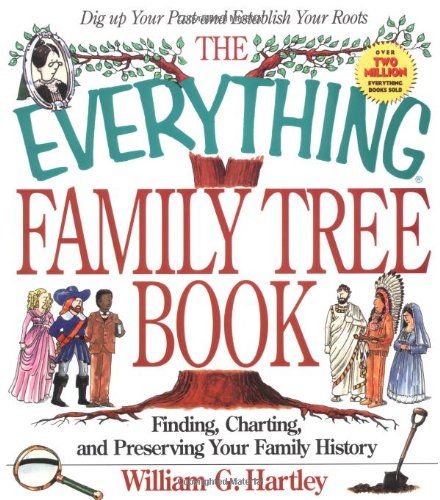 Dig up Your Past and Establish Your Roots
THE
EVERYTHING®
OVER
TWO
MILLION
EVERYTHING
BOOKS SOLD
FAMILY TREE
BOOK
Finding, Charting,
and Preserving Your Family History
William G. Hartley